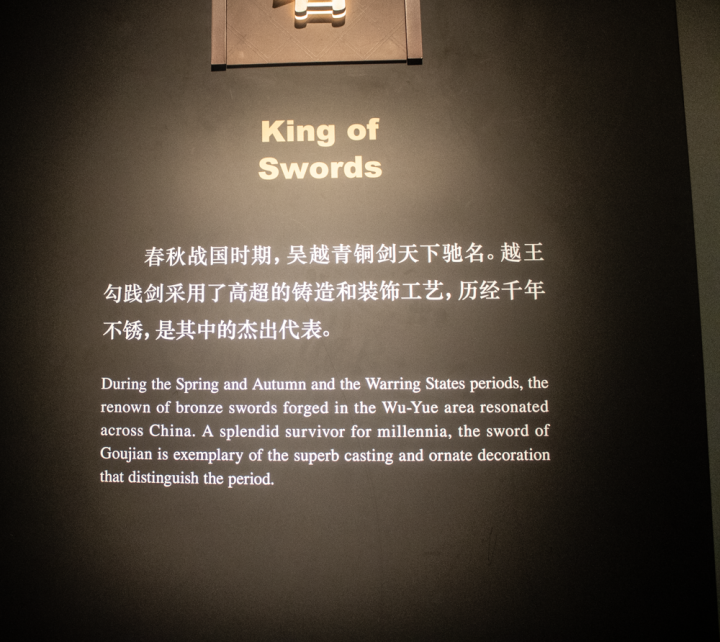 King of
Swords
春秋战国时期，吴越青铜剑天下驰名。越王
勾践剑采用了高超的铸造和装饰工艺，历经千年
不锈，是其中的杰出代表。
During the Spring and Autumn and the Warring States periods, the
renown of bronze swords forged in the Wu-Yue area resonated
across China. A splendid survivor for millennia, the sword of
Goujian is exemplary of the superb casting and ornate decoration
that distinguish the period.